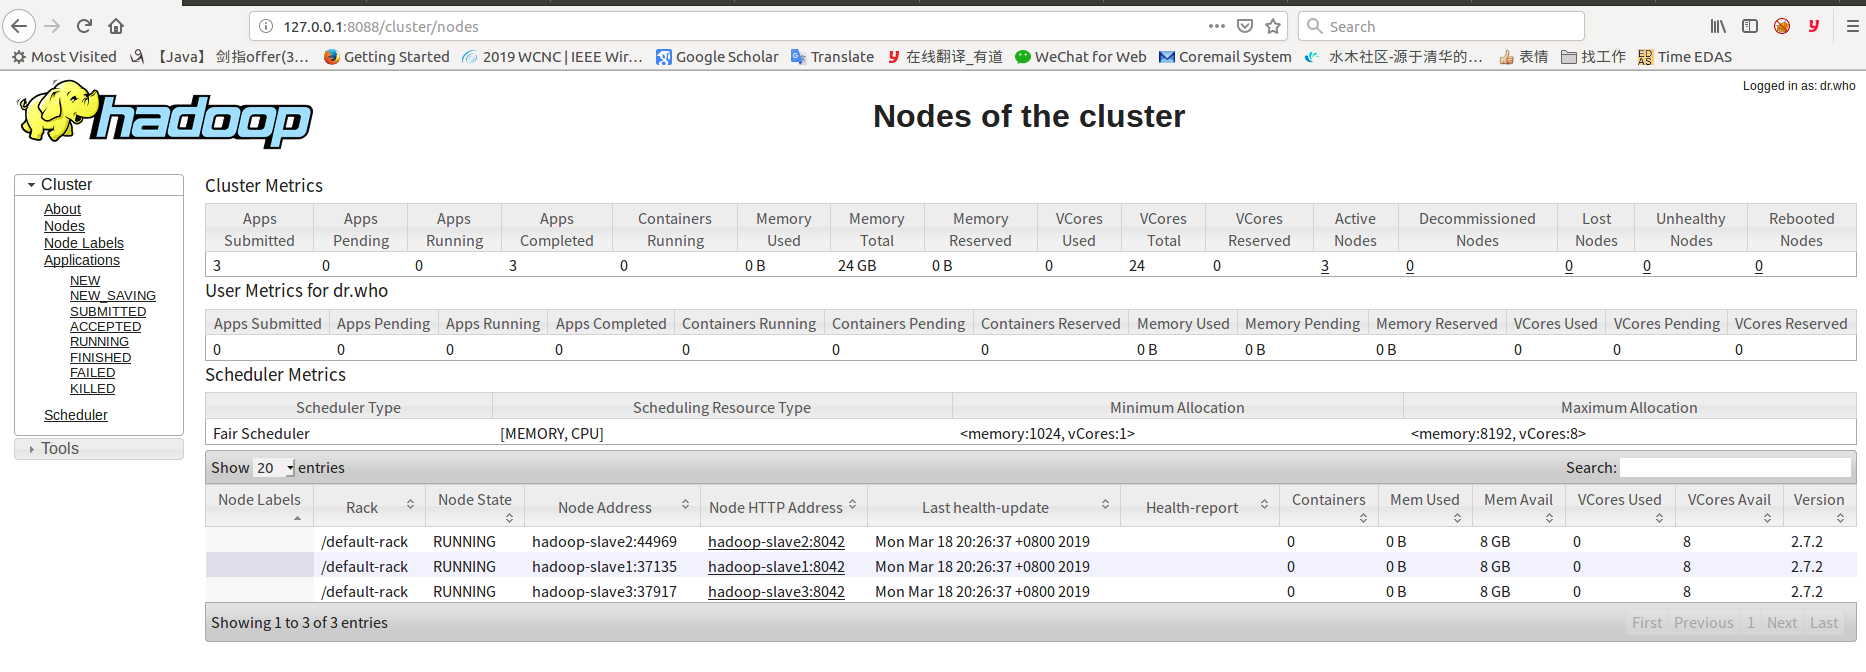 127.0.0.1:8088/cluster/nodes
Search
Most Visited 【Java】 剑指offer(3... Getting Started 2019 WCNC | IEEE Wir... Google Scholar Translate 在线翻译_有道 WeChat for Web Coremail System 水木社区-源于清华的... 表情 找工作 Time EDAS
Logged in as: dr.who
hadoop
Nodes of the cluster
Cluster
About
Nodes
Node Labels
Applications
NEW
NEW_SAVING
SUBMITTED
ACCEPTED
RUNNING
FINISHED
FAILED
KILLED
Scheduler
Tools
Cluster Metrics
Apps Submitted Apps Pending Apps Running Apps Completed Containers Running Memory Used Memory Total Memory Reserved VCores Used VCores Total VCores Reserved Active Nodes Decommissioned Nodes Lost Nodes Unhealthy Nodes Rebooted Nodes
3 0 0 3 0 0 B 24 GB 0 B 0 24 0 3 0 0 0 0
User Metrics for dr.who
Apps Submitted Apps Pending Apps Running Apps Completed Containers Running Containers Pending Containers Reserved Memory Used Memory Pending Memory Reserved VCores Used VCores Pending VCores Reserved
0 0 0 0 0 0 0 0 B 0 B 0 B 0 0 0
Scheduler Metrics
Scheduler Type Scheduling Resource Type Minimum Allocation Maximum Allocation
Fair Scheduler [MEMORY, CPU] <memory:1024, vCores:1> <memory:8192, vCores:8>
Show 20 entries Search:
Node Labels Rack Node State Node Address Node HTTP Address Last health-update Health-report Containers Mem Used Mem Avail VCores Used VCores Avail Version
/default-rack RUNNING hadoop-slave2:44969 hadoop-slave2:8042 Mon Mar 18 20:26:37 +0800 2019 0 0 B 8 GB 0 8 2.7.2
/default-rack RUNNING hadoop-slave1:37135 hadoop-slave1:8042 Mon Mar 18 20:26:37 +0800 2019 0 0 B 8 GB 0 8 2.7.2
/default-rack RUNNING hadoop-slave3:37917 hadoop-slave3:8042 Mon Mar 18 20:26:37 +0800 2019 0 0 B 8 GB 0 8 2.7.2
Showing 1 to 3 of 3 entries First Previous 1 Next Last